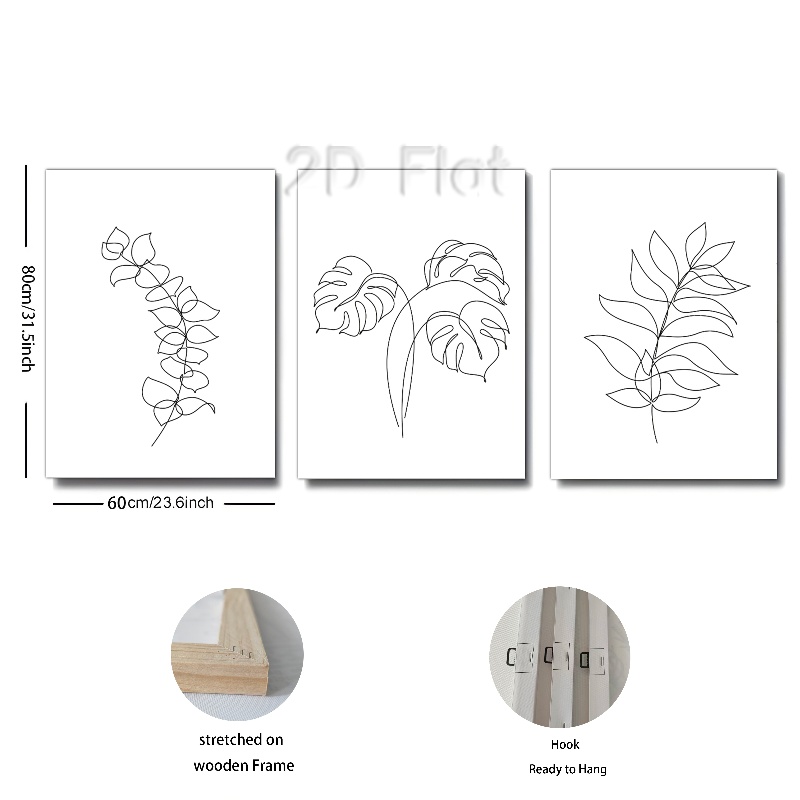 2D Flat
80cm/31.5inch
60cm/23.6inch
stretched on
wooden Frame
Hook
Ready to Hang